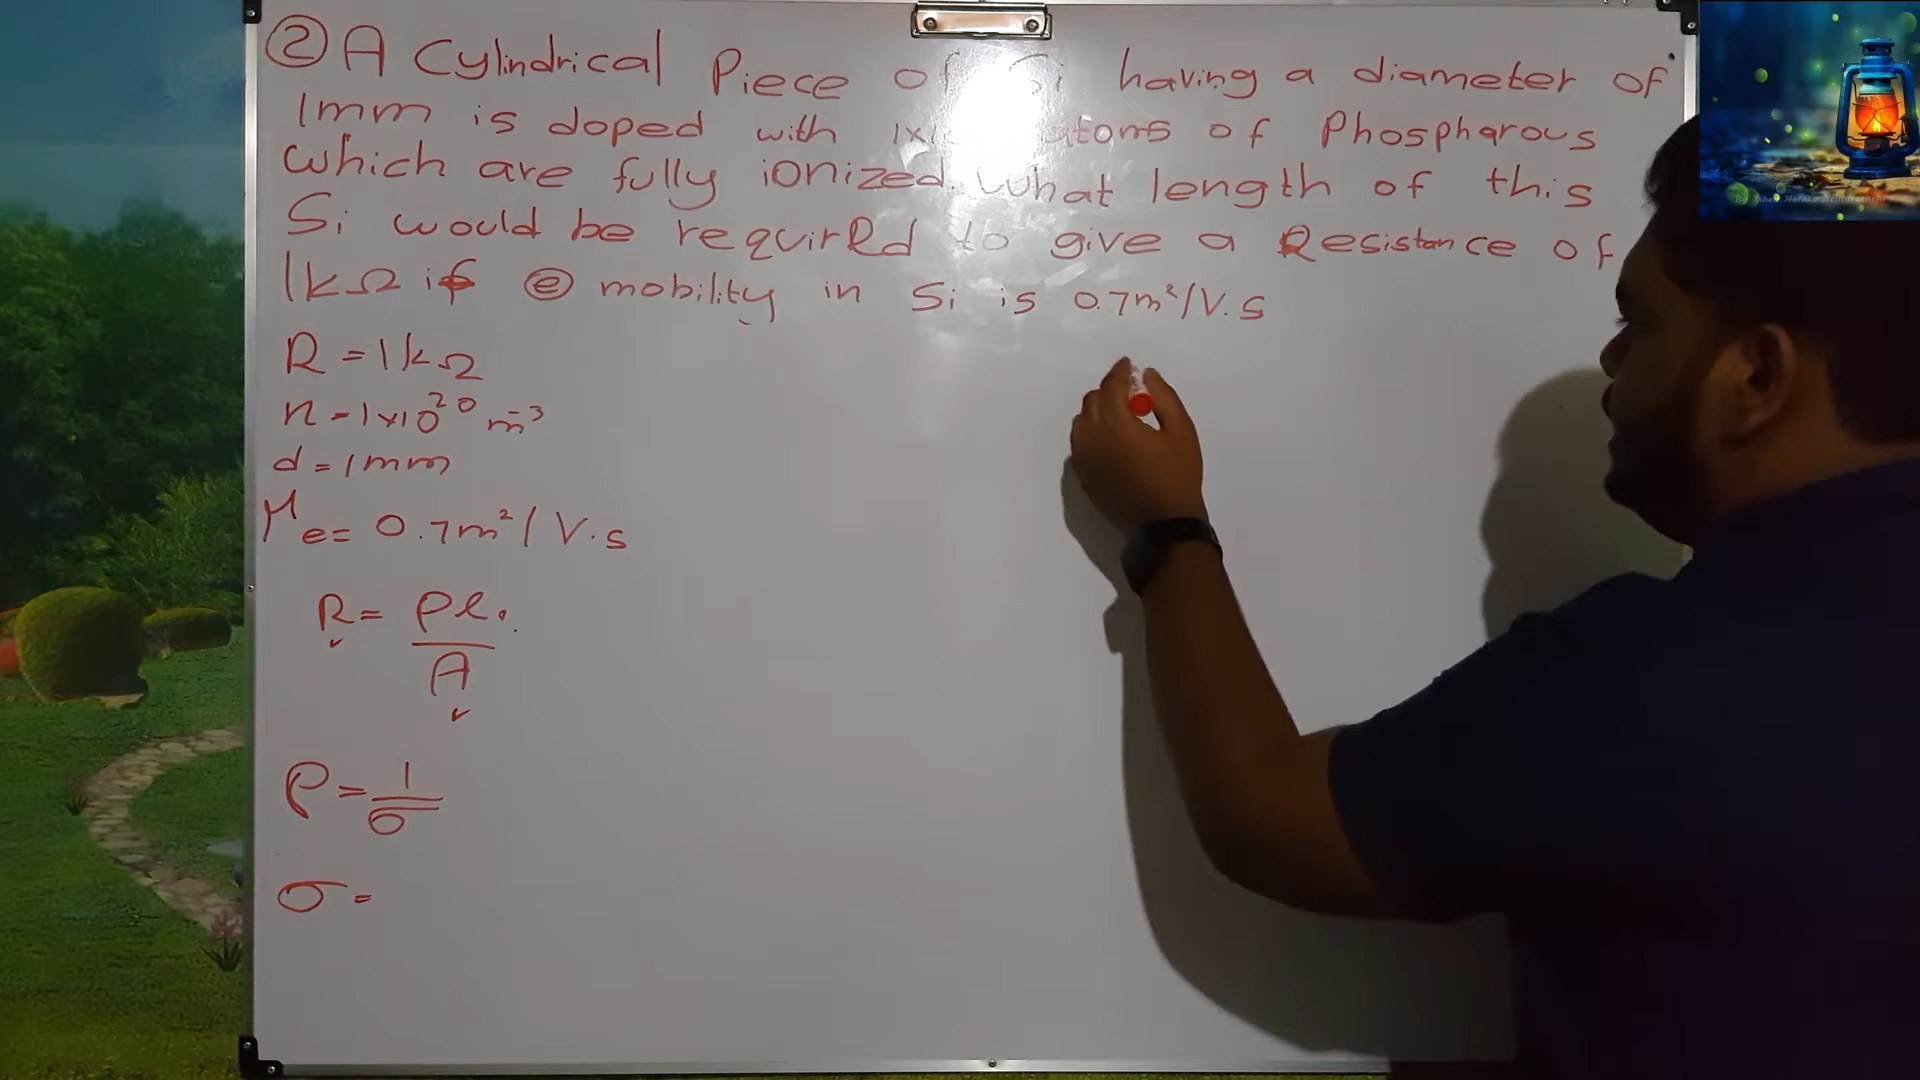 ② A Cylindrical Piece of Si having a diameter of
1mm is doped with atoms of Phospharous
which are fully ionized. What length of this
Si would be required to give a Resistance of
1kΩ if ⓔ mobility in Si is 0.7m²/V.s
R = 1kΩ
n = 1×10²⁰ m⁻³
d = 1mm
μe = 0.7m²/V.s
R = ρℓ/A
ρ = 1/σ
σ =